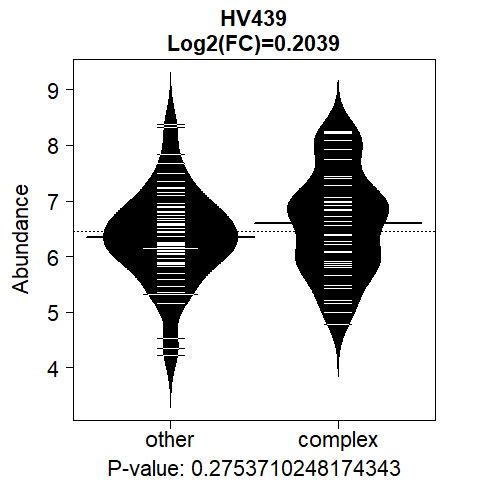 HV439
Log2(FC)=0.2039
9
8
7
6
5
4
Abundance
other complex
P-value: 0.2753710248174343